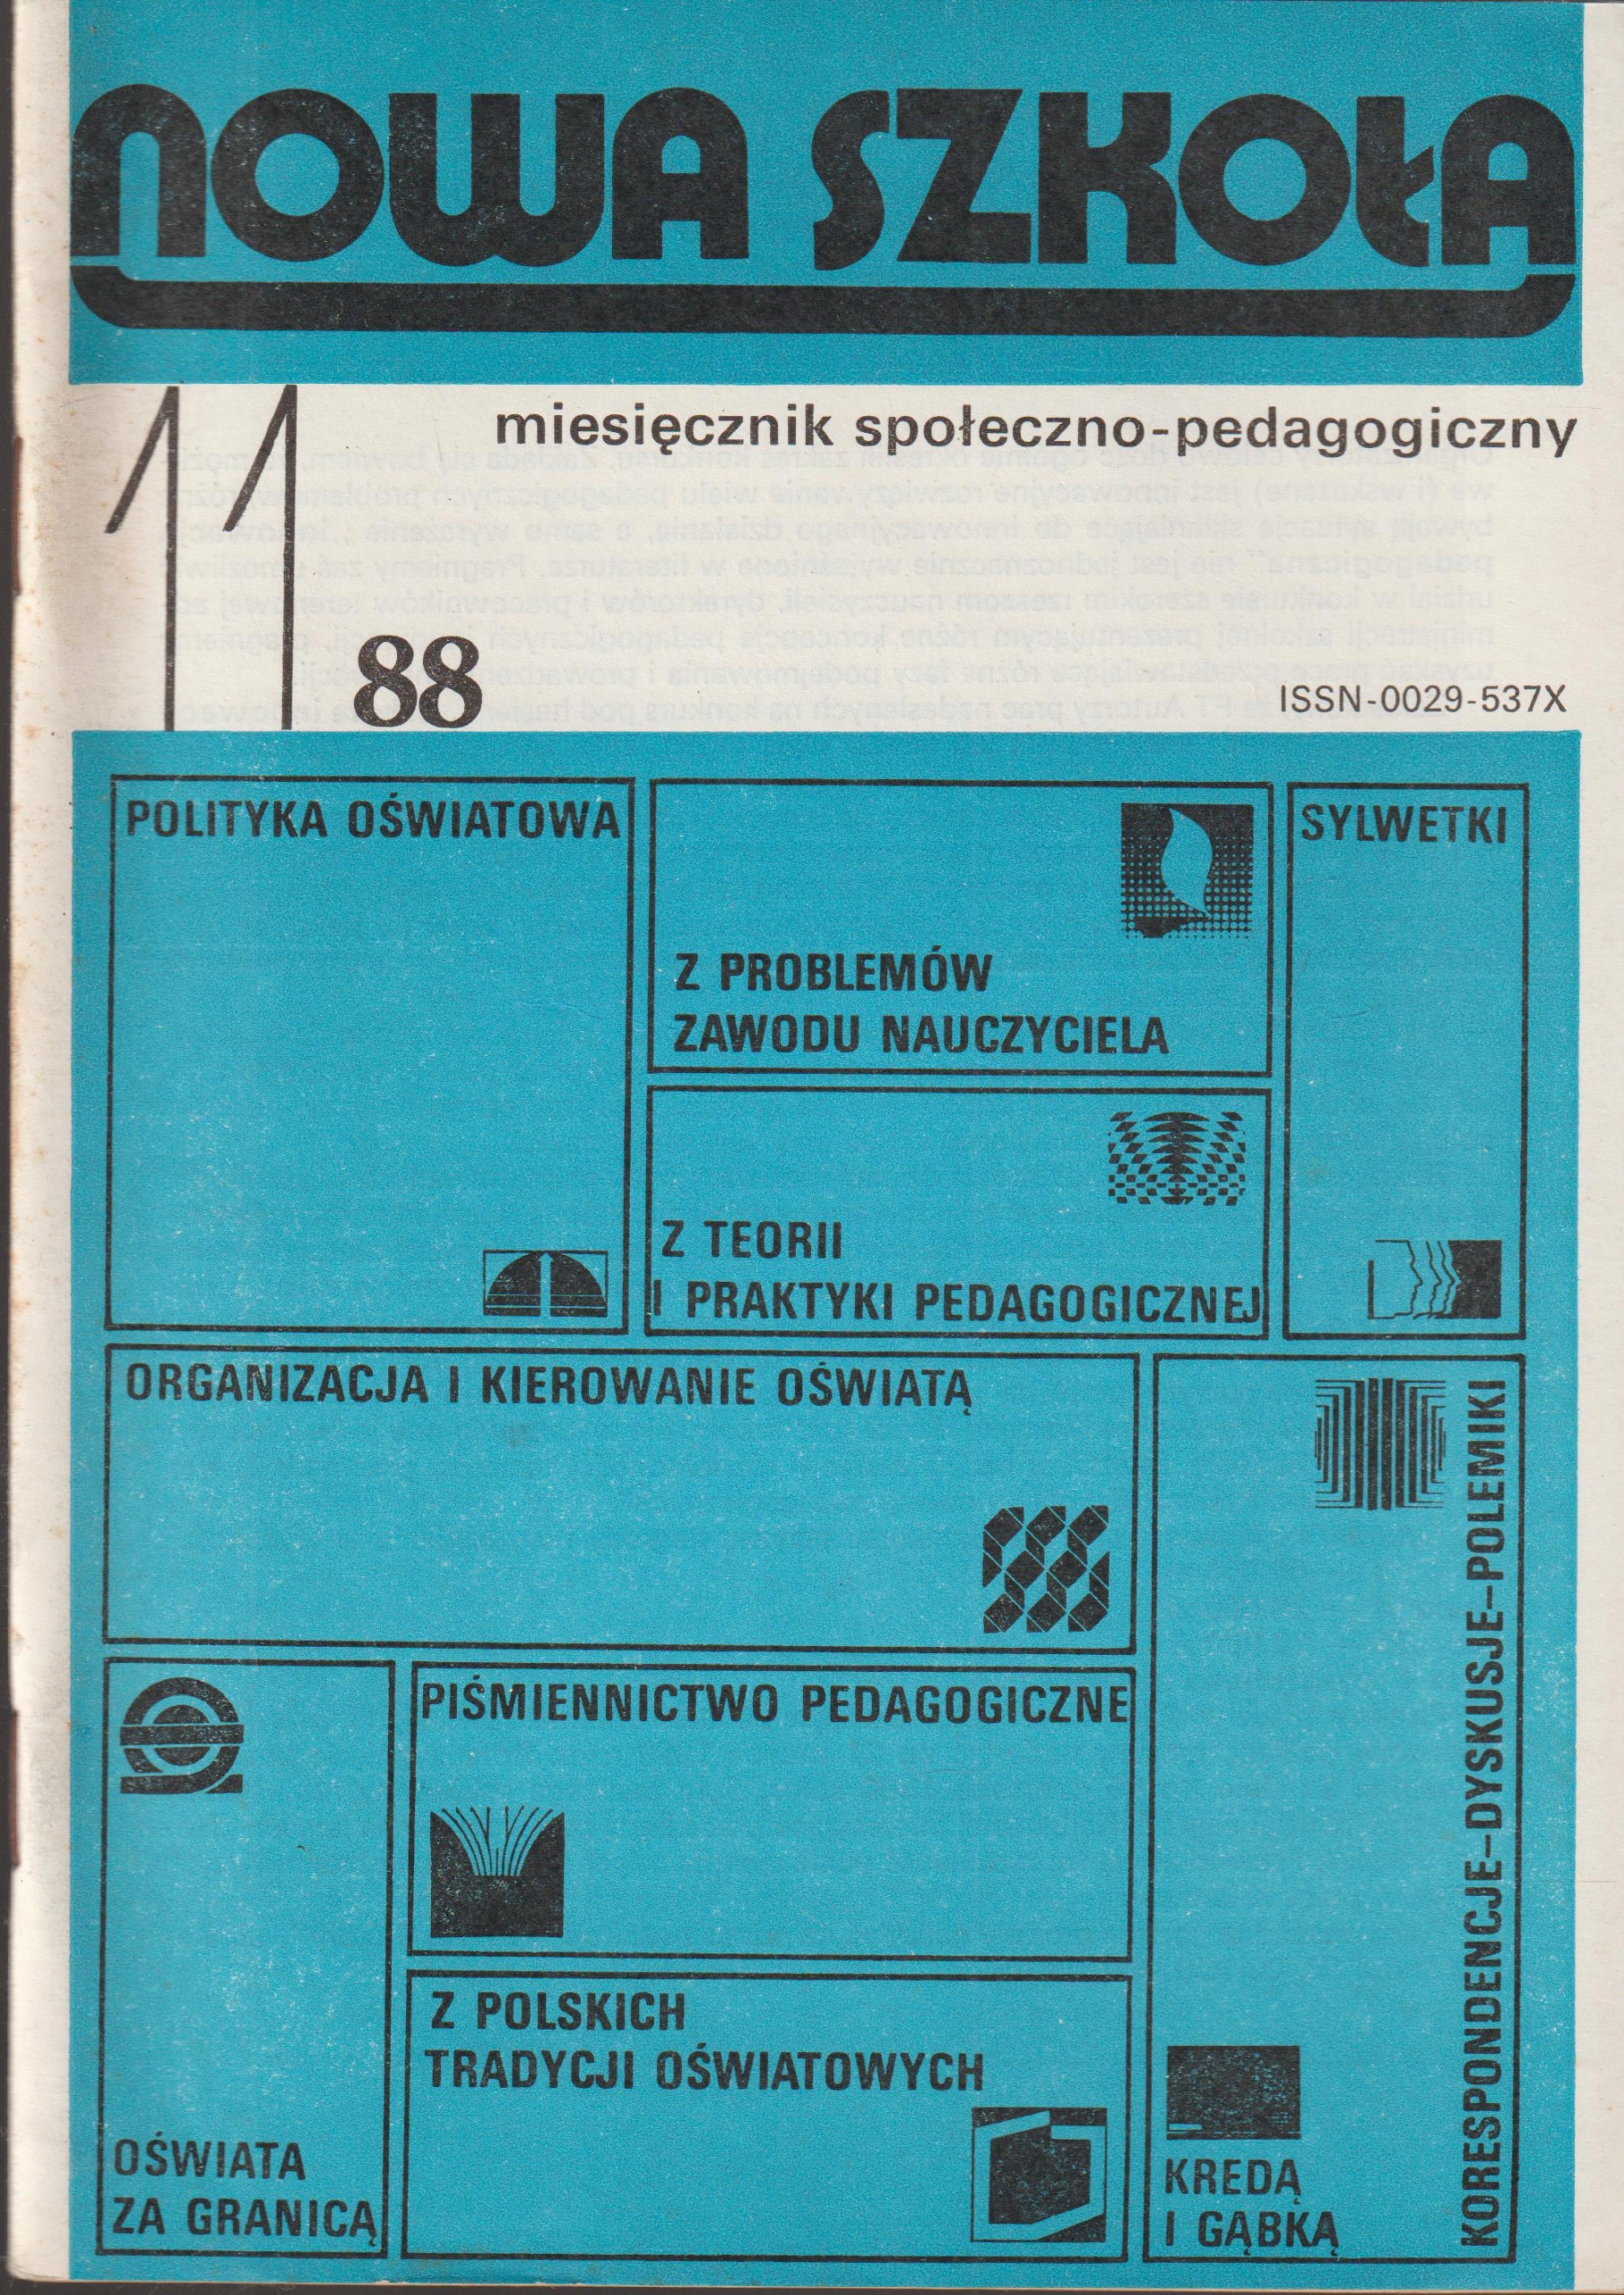 NOWA SZKOŁA
11 88
miesięcznik społeczno-pedagogiczny
ISSN-0029-537X
POLITYKA OŚWIATOWA
Z PROBLEMÓW
ZAWODU NAUCZYCIELA
SYLWETKI
Z TEORII
I PRAKTYKI PEDAGOGICZNEJ
ORGANIZACJA I KIEROWANIE OŚWIATĄ
KORESPONDENCJE–DYSKUSJE–POLEMIKI
PIŚMIENNICTWO PEDAGOGICZNE
Z POLSKICH
TRADYCJI OŚWIATOWYCH
OŚWIATA
ZA GRANICĄ
KREDĄ
I GĄBKĄ